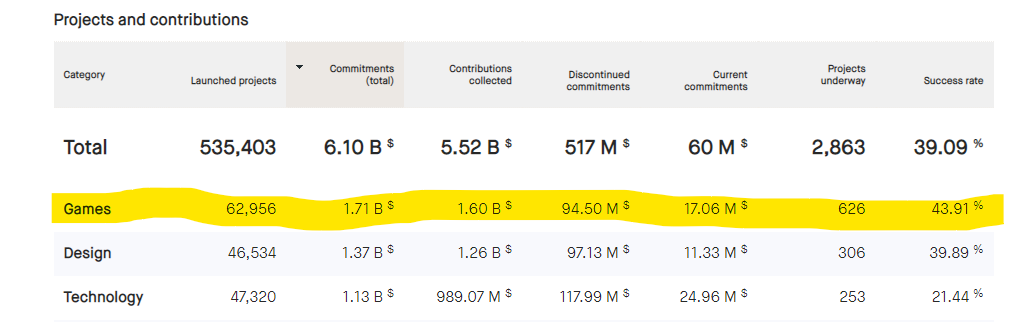 Projects and contributions
Category Launched projects Commitments (total) Contributions collected Discontinued commitments Current commitments Projects underway Success rate
Total 535,403 6.10 B $ 5.52 B $ 517 M $ 60 M $ 2,863 39.09 %
Games 62,956 1.71 B $ 1.60 B $ 94.50 M $ 17.06 M $ 626 43.91 %
Design 46,534 1.37 B $ 1.26 B $ 97.13 M $ 11.33 M $ 306 39.89 %
Technology 47,320 1.13 B $ 989.07 M $ 117.99 M $ 24.96 M $ 253 21.44 %